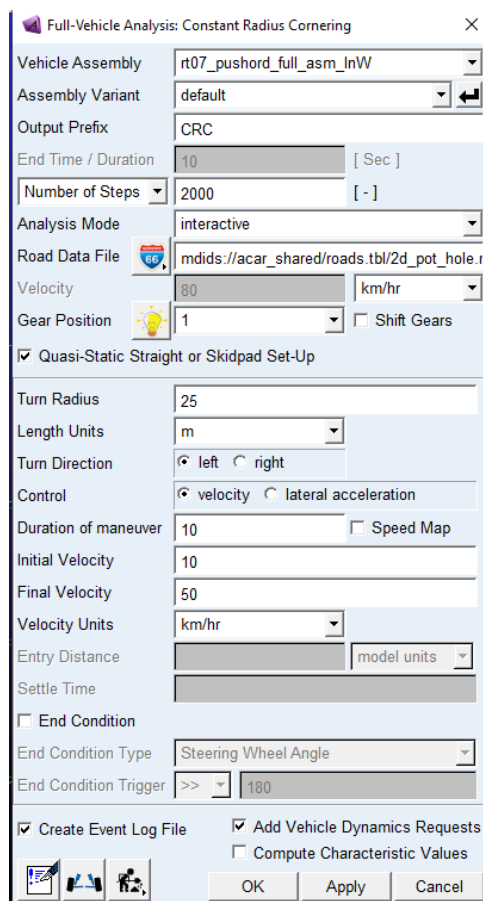 Full-Vehicle Analysis: Constant Radius Cornering
Vehicle Assembly rt07_pushord_full_asm_lnW
Assembly Variant default
Output Prefix CRC
End Time / Duration 10 [ Sec ]
Number of Steps 2000 [ - ]
Analysis Mode interactive
Road Data File 66 mdids://acar_shared/roads.tbl/2d_pot_hole.r
Velocity 80 km/hr
Gear Position 1 Shift Gears
Quasi-Static Straight or Skidpad Set-Up
Turn Radius 25
Length Units m
Turn Direction left right
Control velocity lateral acceleration
Duration of maneuver 10 Speed Map
Initial Velocity 10
Final Velocity 50
Velocity Units km/hr
Entry Distance model units
Settle Time
End Condition
End Condition Type Steering Wheel Angle
End Condition Trigger >> 180
Create Event Log File Add Vehicle Dynamics Requests
Compute Characteristic Values
OK Apply Cancel